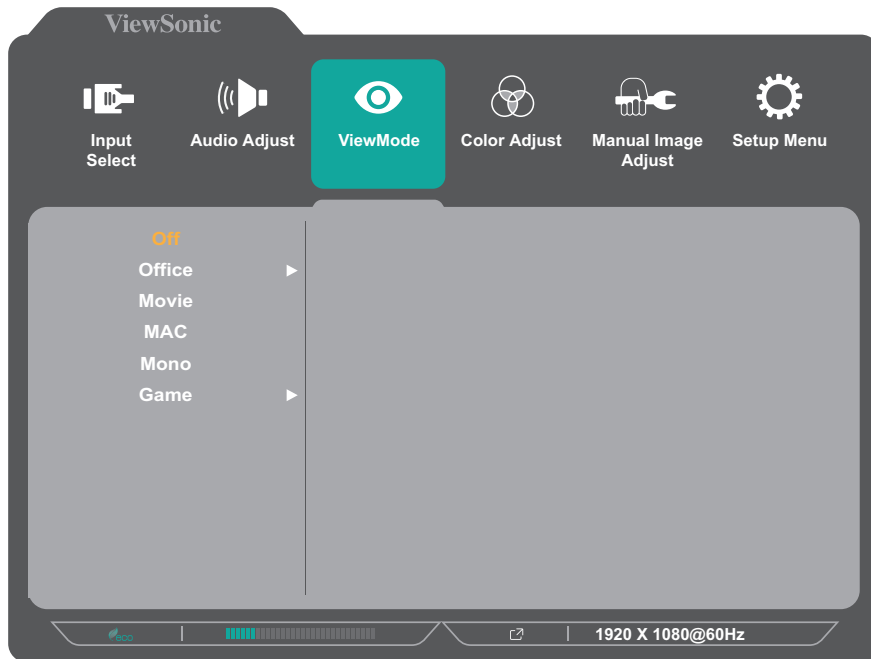 ViewSonic
Input
Select
Audio Adjust
ViewMode
Color Adjust
Manual Image
Adjust
Setup Menu
Off
Office
Movie
MAC
Mono
Game
eco
1920 X 1080@60Hz